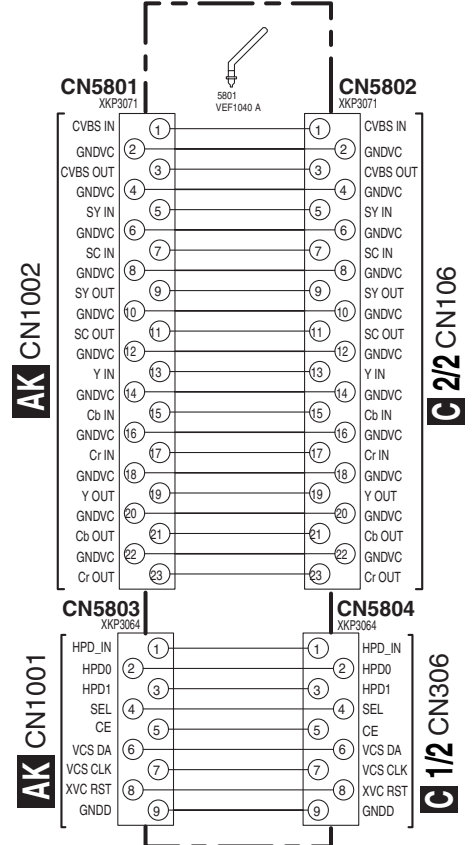 5801
VEF1040 A
CN5801
XKP3071
CN5802
XKP3071
CVBS IN 1 1 CVBS IN
GNDVC 2 2 GNDVC
CVBS OUT 3 3 CVBS OUT
GNDVC 4 4 GNDVC
SY IN 5 5 SY IN
GNDVC 6 6 GNDVC
SC IN 7 7 SC IN
GNDVC 8 8 GNDVC
SY OUT 9 9 SY OUT
GNDVC 10 10 GNDVC
SC OUT 11 11 SC OUT
GNDVC 12 12 GNDVC
Y IN 13 13 Y IN
GNDVC 14 14 GNDVC
Cb IN 15 15 Cb IN
GNDVC 16 16 GNDVC
Cr IN 17 17 Cr IN
GNDVC 18 18 GNDVC
Y OUT 19 19 Y OUT
GNDVC 20 20 GNDVC
Cb OUT 21 21 Cb OUT
GNDVC 22 22 GNDVC
Cr OUT 23 23 Cr OUT
AK CN1002
C 2/2 CN106
CN5803
XKP3064
CN5804
XKP3064
HPD_IN 1 1 HPD_IN
HPD0 2 2 HPD0
HPD1 3 3 HPD1
SEL 4 4 SEL
CE 5 5 CE
VCS DA 6 6 VCS DA
VCS CLK 7 7 VCS CLK
XVC RST 8 8 XVC RST
GNDD 9 9 GNDD
AK CN1001
C 1/2 CN306